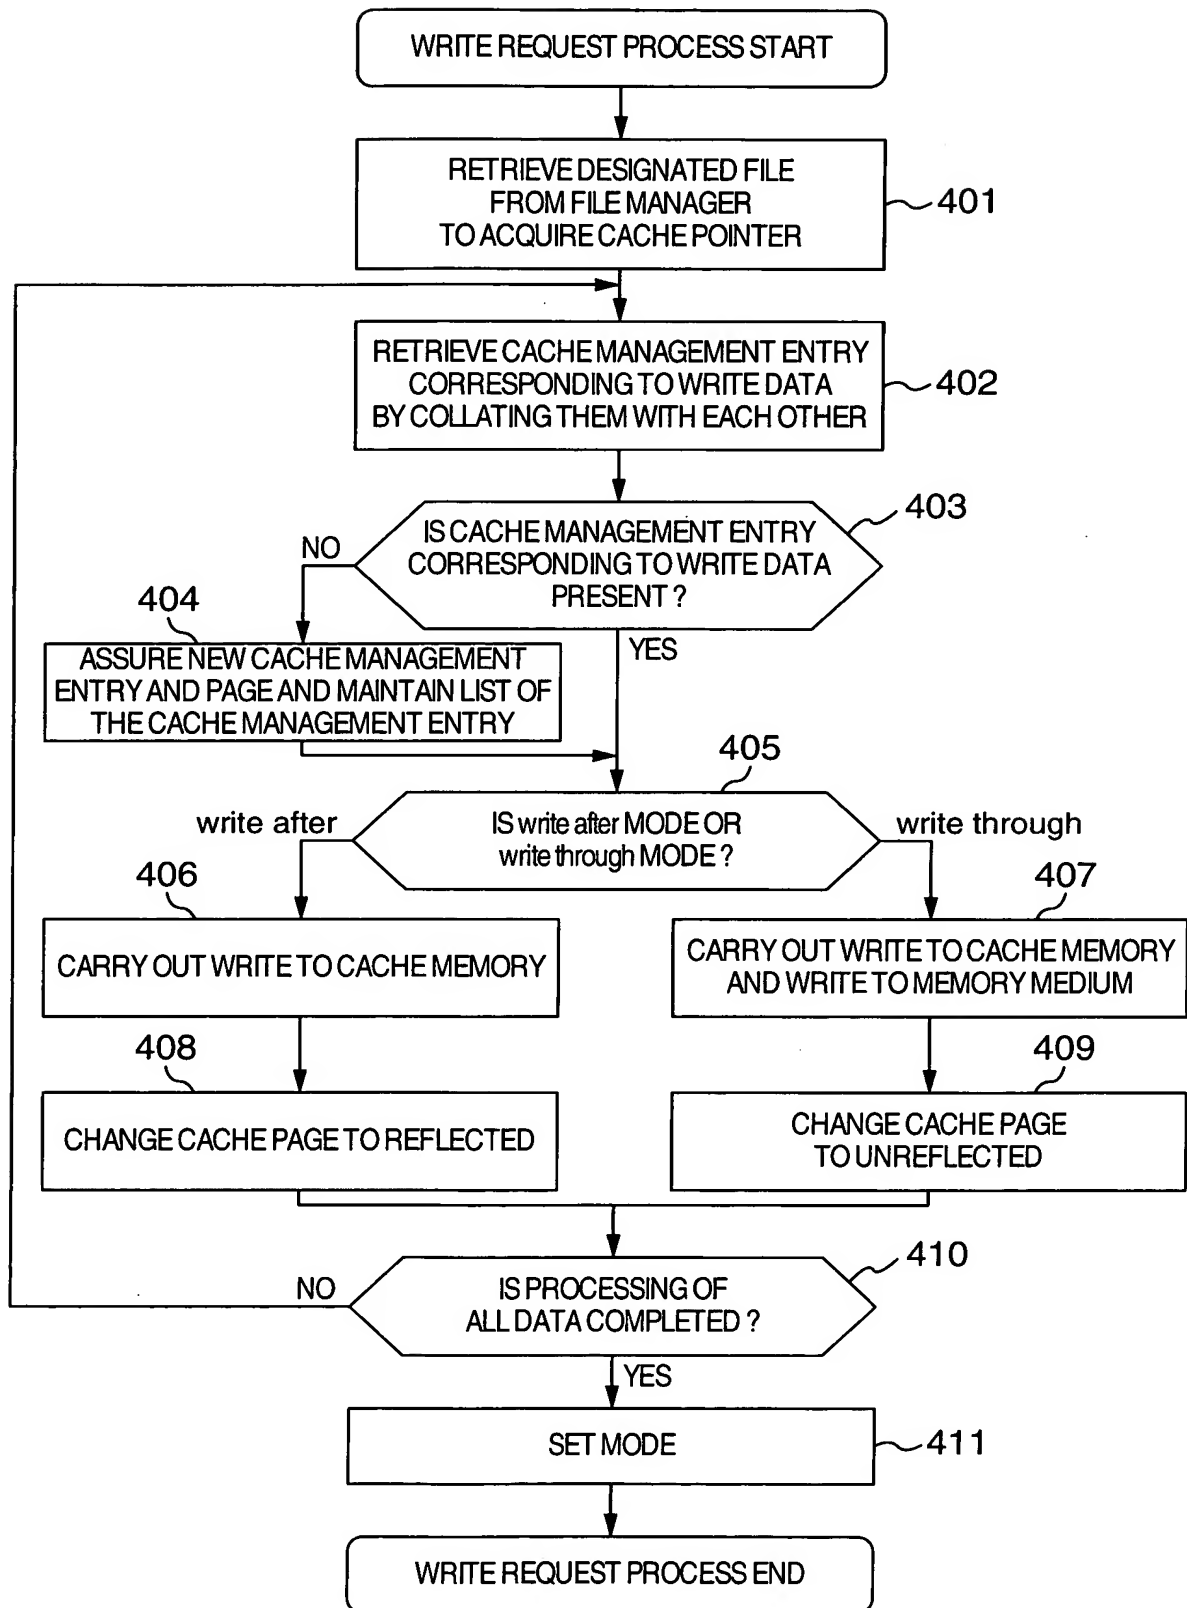 WRITE REQUEST PROCESS START
RETRIEVE DESIGNATED FILE
FROM FILE MANAGER
TO ACQUIRE CACHE POINTER
401
RETRIEVE CACHE MANAGEMENT ENTRY
CORRESPONDING TO WRITE DATA
BY COLLATING THEM WITH EACH OTHER
402
403
IS CACHE MANAGEMENT ENTRY
CORRESPONDING TO WRITE DATA
PRESENT ?
NO
YES
404
ASSURE NEW CACHE MANAGEMENT
ENTRY AND PAGE AND MAINTAIN LIST OF
THE CACHE MANAGEMENT ENTRY
405
write after
IS write after MODE OR
write through MODE ?
write through
406
CARRY OUT WRITE TO CACHE MEMORY
407
CARRY OUT WRITE TO CACHE MEMORY
AND WRITE TO MEMORY MEDIUM
408
CHANGE CACHE PAGE TO REFLECTED
409
CHANGE CACHE PAGE
TO UNREFLECTED
410
NO
IS PROCESSING OF
ALL DATA COMPLETED ?
YES
SET MODE
411
WRITE REQUEST PROCESS END